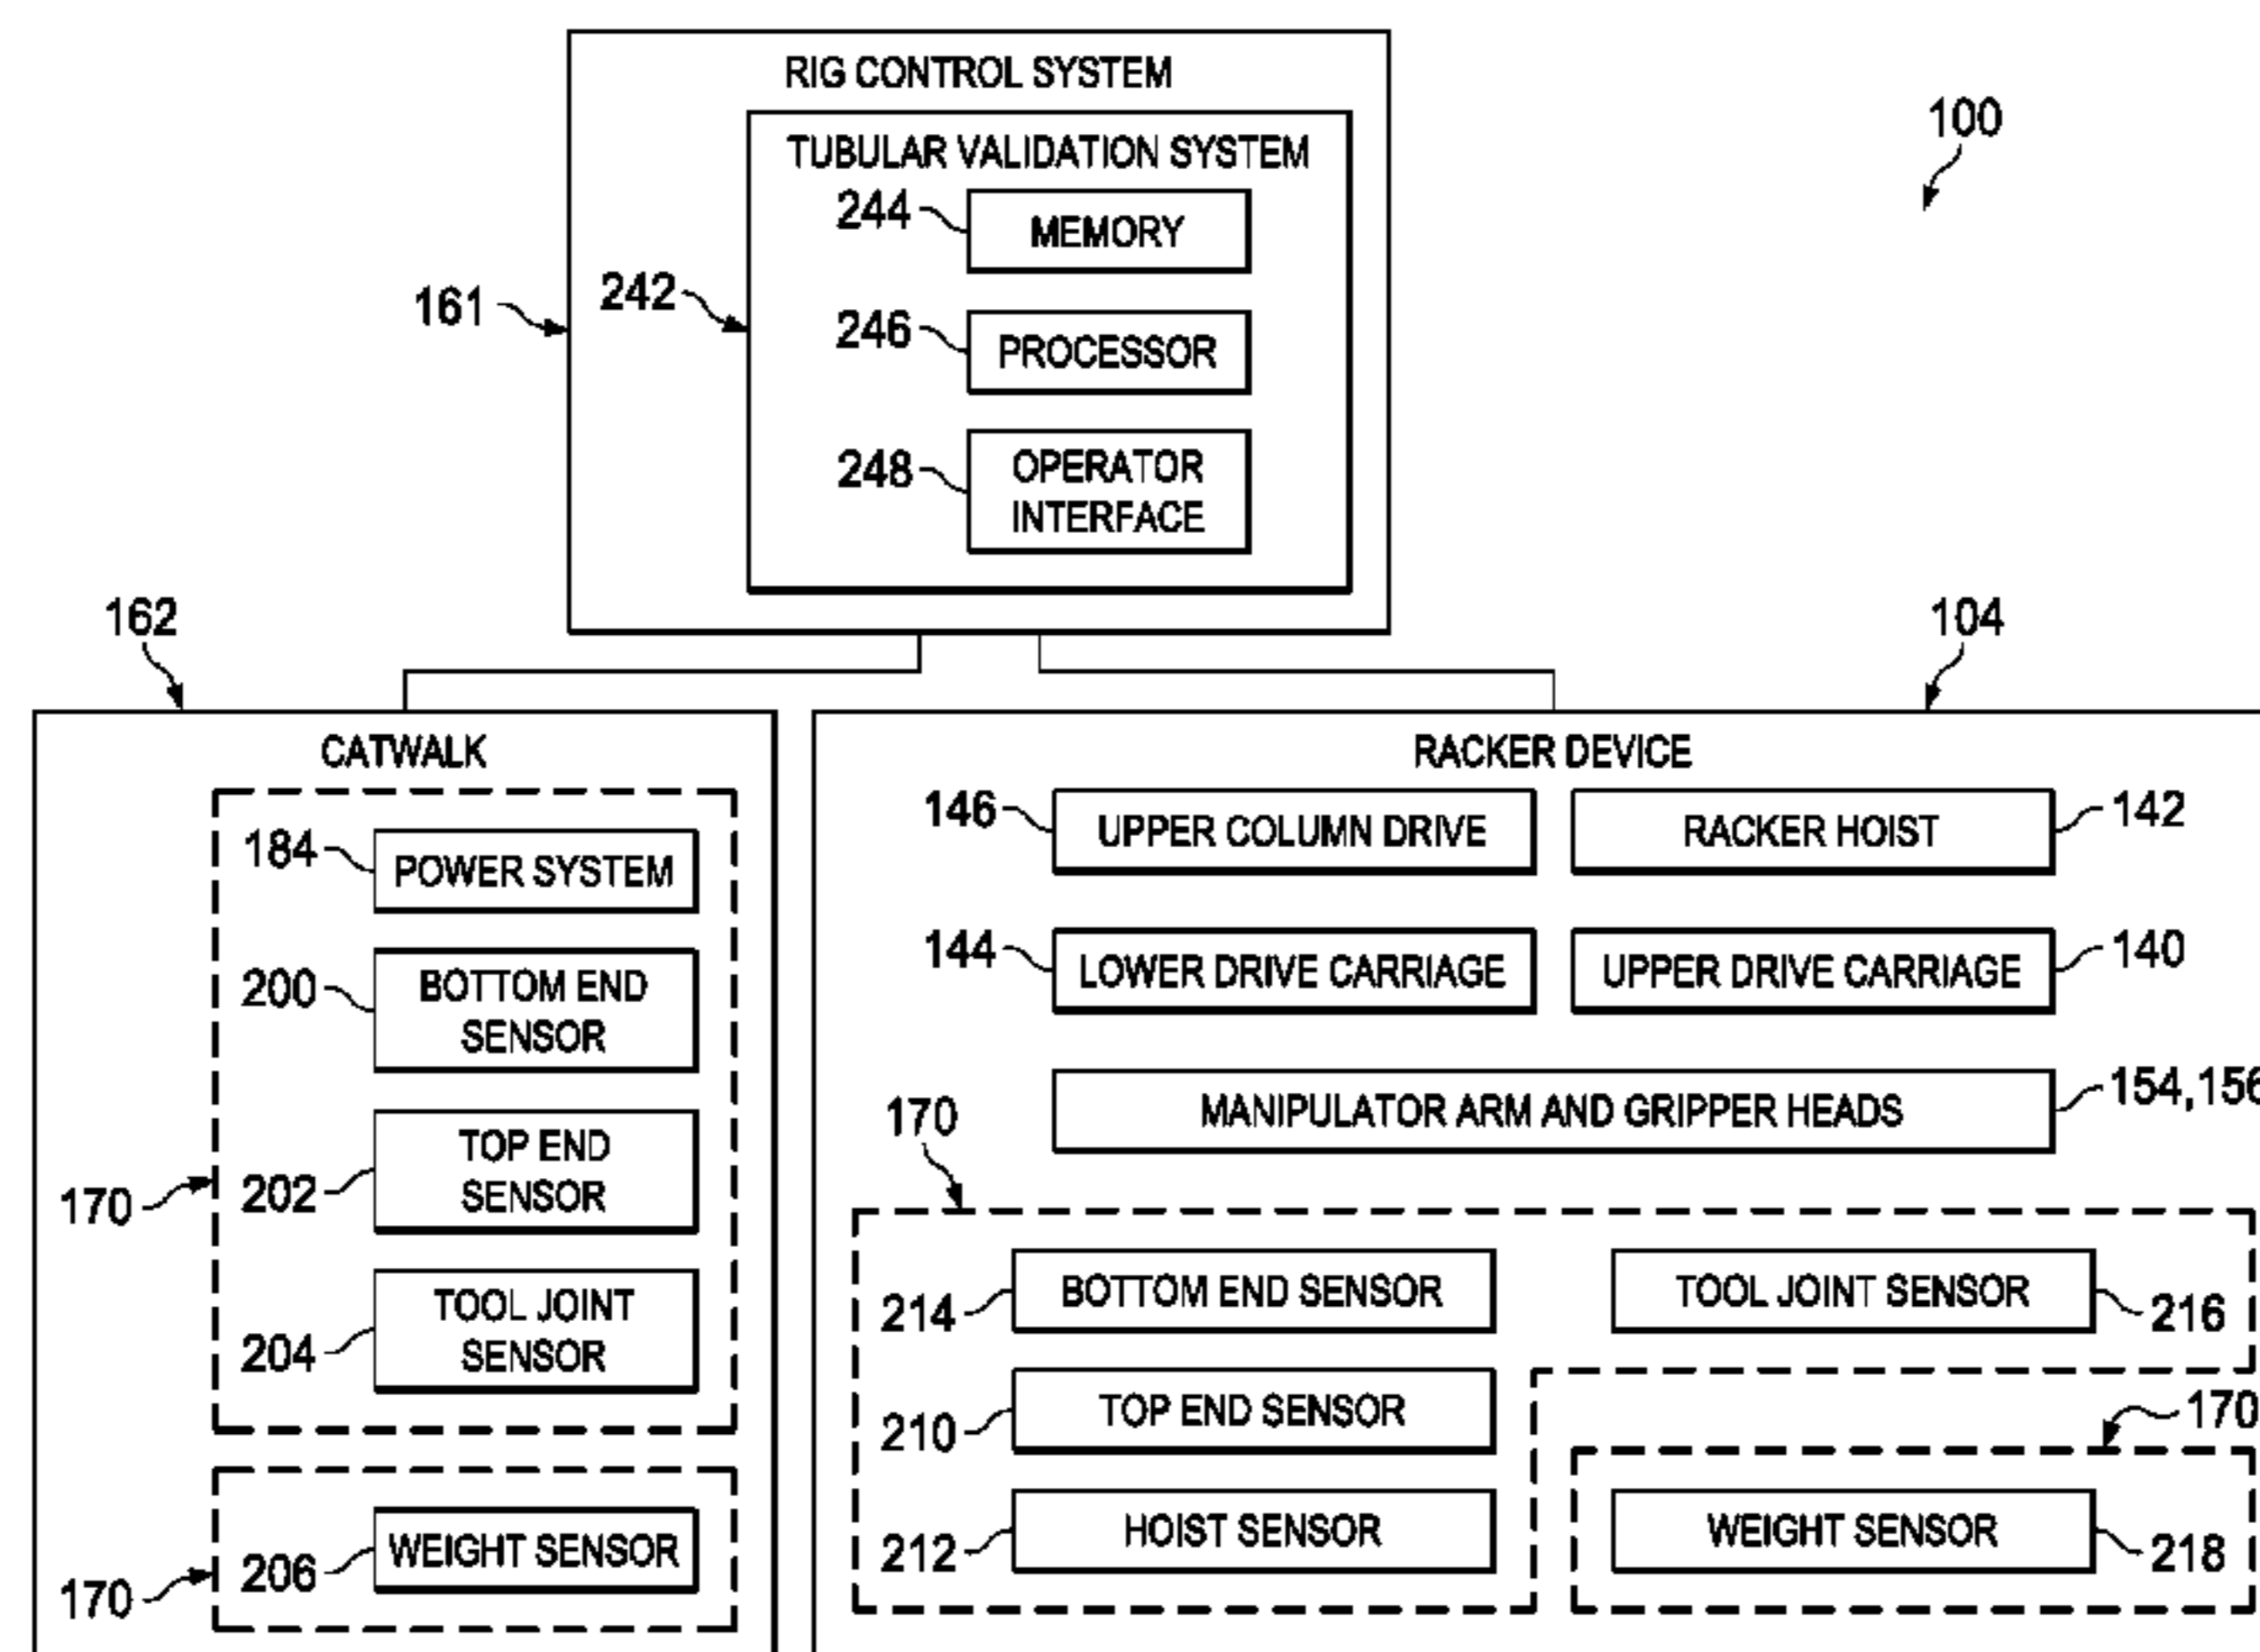 RIG CONTROL SYSTEM
100
TUBULAR VALIDATION SYSTEM
244
MEMORY
161
242
246
PROCESSOR
248
OPERATOR
INTERFACE
162
104
CATWALK
184
POWER SYSTEM
200
BOTTOM END
SENSOR
170
202
TOP END
SENSOR
204
TOOL JOINT
SENSOR
170
206
WEIGHT SENSOR
RACKER DEVICE
146
UPPER COLUMN DRIVE
RACKER HOIST
142
144
LOWER DRIVE CARRIAGE
UPPER DRIVE CARRIAGE
140
MANIPULATOR ARM AND GRIPPER HEADS
154,156
170
214
BOTTOM END SENSOR
TOOL JOINT SENSOR
216
210
TOP END SENSOR
170
212
HOIST SENSOR
WEIGHT SENSOR
218